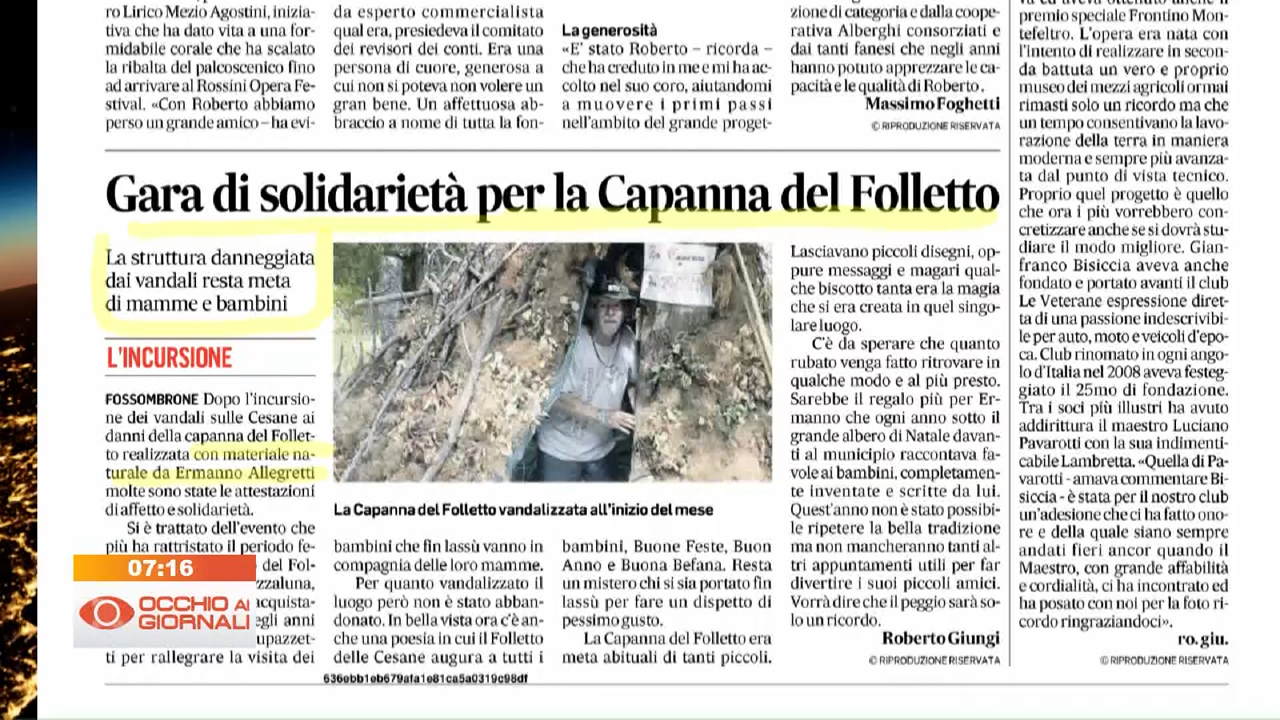 ro Lirico Mezio Agostini, inizia-
tiva che ha dato vita a una for-
midabile corale che ha scalato
la ribalta del palcoscenico fino
ad arrivare al Rossini Opera Fe-
stival. «Con Roberto abbiamo
perso un grande amico – ha evi-
da esperto commercialista
qual era, presiedeva il comitato
dei revisori dei conti. Era una
persona di cuore, generosa a
cui non si poteva non volere un
gran bene. Un affettuosa ab-
braccio a nome di tutta la fon-
La generosità
«E' stato Roberto – ricorda –
che ha creduto in me e mi ha ac-
colto nel suo coro, aiutandomi
a muovere i primi passi
nell'ambito del grande proget-
zione di categoria e dalla coope-
rativa Alberghi consorziati e
dai tanti fanesi che negli anni
hanno potuto apprezzare le ca-
pacità e le qualità di Roberto.
Massimo Foghetti
© RIPRODUZIONE RISERVATA
Gara di solidarietà per la Capanna del Folletto
La struttura danneggiata
dai vandali resta meta
di mamme e bambini
L'INCURSIONE
FOSSOMBRONE Dopo l'incursio-
ne dei vandali sulle Cesane ai
danni della capanna del Follet-
to realizzata con materiale na-
turale da Ermanno Allegretti
molte sono state le attestazioni
di affetto e solidarietà.
Si è trattato dell'evento che
più ha rattristato il periodo fe-
del Fol-
zzaluna,
acquista-
egli anni
upazzet-
ti per rallegrare la visita dei
La Capanna del Folletto vandalizzata all'inizio del mese
bambini che fin lassù vanno in
compagnia delle loro mamme.
Per quanto vandalizzato il
luogo però non è stato abban-
donato. In bella vista ora c'è an-
che una poesia in cui il Folletto
delle Cesane augura a tutti i
bambini, Buone Feste, Buon
Anno e Buona Befana. Resta
un mistero chi si sia portato fin
lassù per fare un dispetto di
pessimo gusto.
La Capanna del Folletto era
meta abituali di tanti piccoli.
Lasciavano piccoli disegni, op-
pure messaggi e magari qual-
che biscotto tanta era la magia
che si era creata in quel singo-
lare luogo.
C'è da sperare che quanto
rubato venga fatto ritrovare in
qualche modo e al più presto.
Sarebbe il regalo più per Er-
manno che ogni anno sotto il
grande albero di Natale davan-
ti al municipio raccontava fa-
vole ai bambini, completamen-
te inventate e scritte da lui.
Quest'anno non è stato possibi-
le ripetere la bella tradizione
ma non mancheranno tanti al-
tri appuntamenti utili per far
divertire i suoi piccoli amici.
Vorrà dire che il peggio sarà so-
lo un ricordo.
Roberto Giungi
© RIPRODUZIONE RISERVATA
premio speciale Frontino Mon-
tefeltro. L'opera era nata con
l'intento di realizzare in secon-
da battuta un vero e proprio
museo dei mezzi agricoli ormai
rimasti solo un ricordo ma che
un tempo consentivano la lavo-
razione della terra in maniera
moderna e sempre più avanza-
ta dal punto di vista tecnico.
Proprio quel progetto è quello
che ora i più vorrebbero con-
cretizzare anche se si dovrà stu-
diare il modo migliore. Gian-
franco Bisiccia aveva anche
fondato e portato avanti il club
Le Veterane espressione diret-
ta di una passione indescrivibi-
le per auto, moto e veicoli d'epo-
ca. Club rinomato in ogni ango-
lo d'Italia nel 2008 aveva festeg-
giato il 25mo di fondazione.
Tra i soci più illustri ha avuto
addirittura il maestro Luciano
Pavarotti con la sua indimenti-
cabile Lambretta. «Quella di Pa-
varotti - amava commentare Bi-
siccia - è stata per il nostro club
un'adesione che ci ha fatto ono-
re e della quale siano sempre
andati fieri ancor quando il
Maestro, con grande affabilità
e cordialità, ci ha incontrato ed
ha posato con noi per la foto ri-
cordo ringraziandoci».
ro.giu.
© RIPRODUZIONE RISERVATA
07:16
OCCHIO AI
GIORNALI